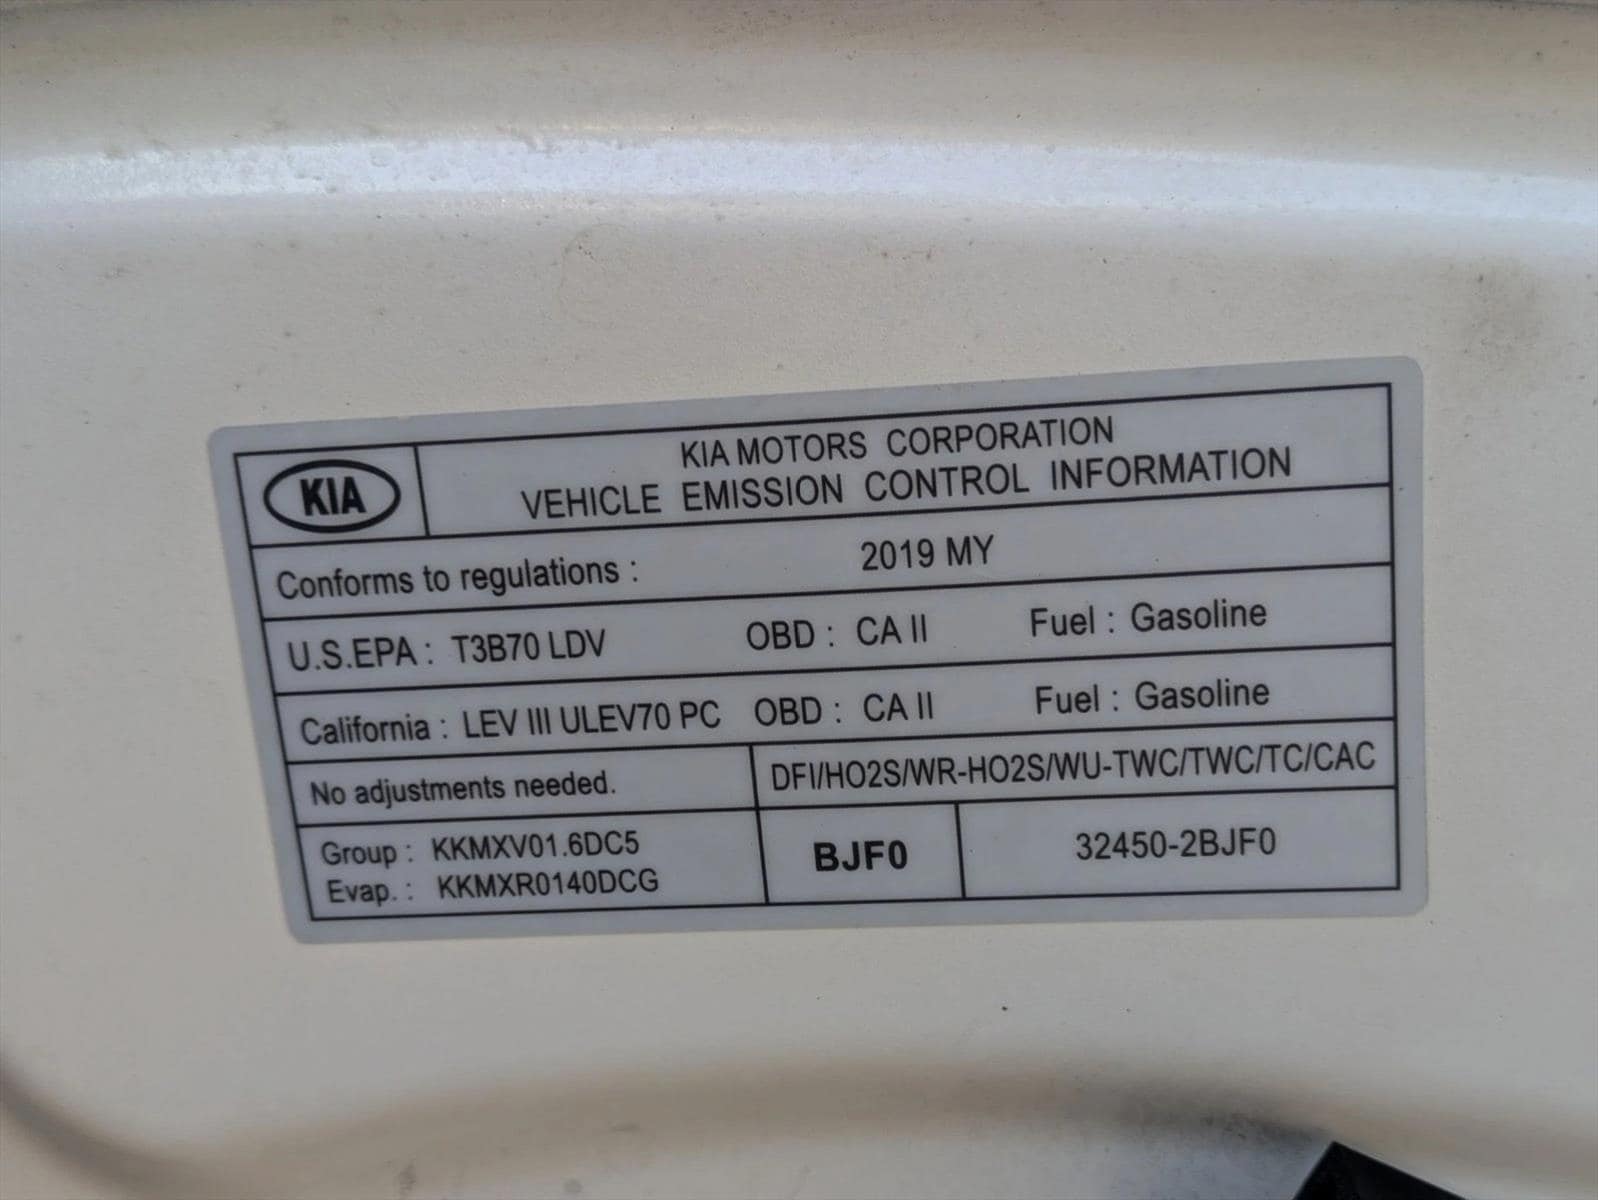 KIA
KIA MOTORS CORPORATION
VEHICLE EMISSION CONTROL INFORMATION
Conforms to regulations : 2019 MY
U.S.EPA : T3B70 LDV OBD : CA II Fuel : Gasoline
California : LEV III ULEV70 PC OBD : CA II Fuel : Gasoline
No adjustments needed. DFI/HO2S/WR-HO2S/WU-TWC/TWC/TC/CAC
Group : KKMXV01.6DC5
Evap. : KKMXR0140DCG
BJF0
32450-2BJF0